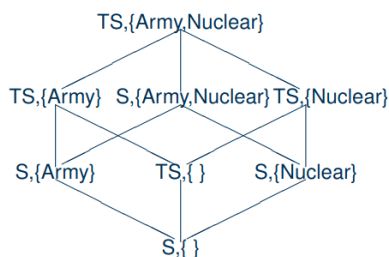 TS,{Army,Nuclear}
TS,{Army} S,{Army,Nuclear} TS,{Nuclear}
S,{Army} TS,{ } S,{Nuclear}
S,{ }